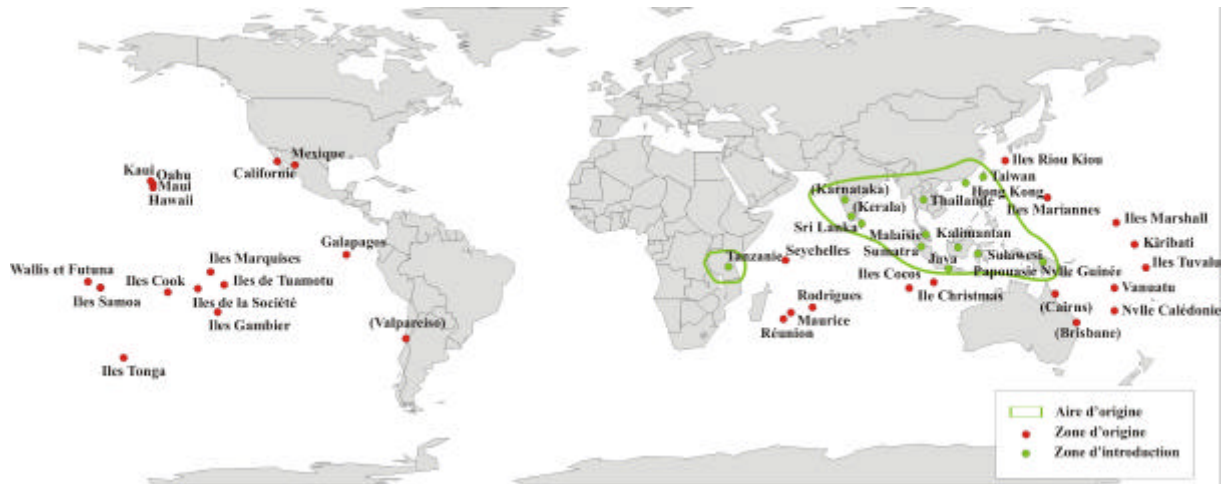 Mexique
Californie
Kaui
Oahu
Maui
Hawaii
Galapagos
Iles Marquises
Wallis et Futuna
Iles Cook
Iles de Tuamotu
Iles Samoa
Iles de la Société
Iles Gambier
(Valpareiso)
Iles Tonga
Iles Riou Kiou
Taiwan
(Karnataka)
Hong Kong
(Kerala)
Thailande
Iles Mariannes
Sri Lanka
Malaisie
Kalimantan
Iles Marshall
Tanzanie
Seychelles
Sumatra
Java
Sulawesi
Kiribati
Iles Cocos
Papouasie Nylle Guinée
Iles Tuvalu
Rodrigues
Ile Christmas
Vanuatu
Maurice
(Cairns)
Nvlle Calédonie
Réunion
(Brisbane)
Aire d'origine
Zone d'origine
Zone d'introduction